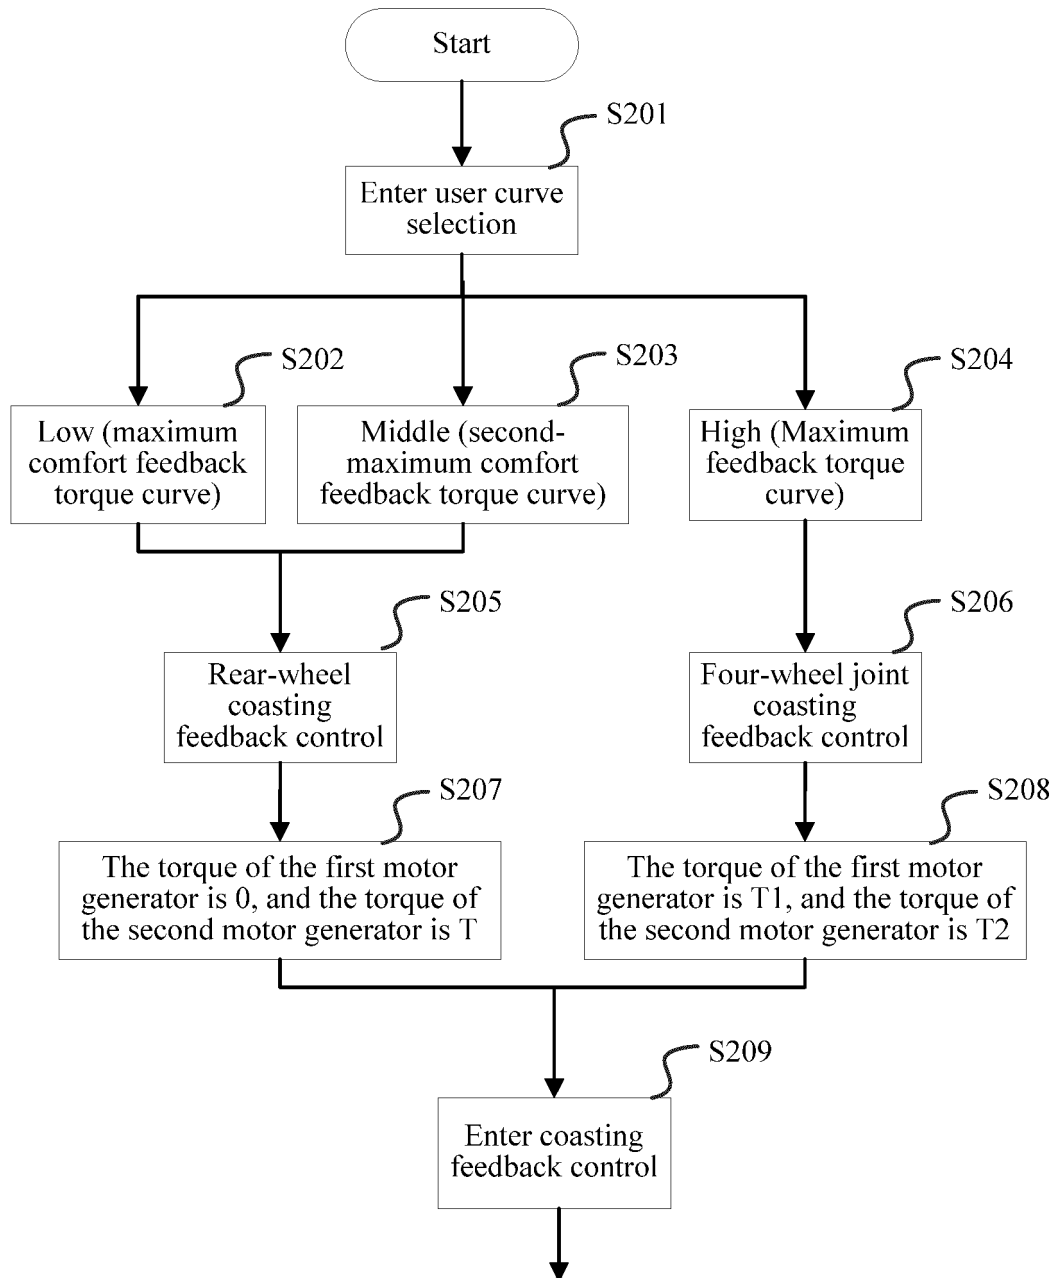 Start
S201
Enter user curve
selection
S202
S203
S204
Low (maximum
comfort feedback
torque curve)
Middle (second-
maximum comfort
feedback torque curve)
High (Maximum
feedback torque
curve)
S205
S206
Rear-wheel
coasting
feedback control
Four-wheel joint
coasting
feedback control
S207
S208
The torque of the first motor
generator is 0, and the torque of
the second motor generator is T
The torque of the first motor
generator is T1, and the torque of
the second motor generator is T2
S209
Enter coasting
feedback control